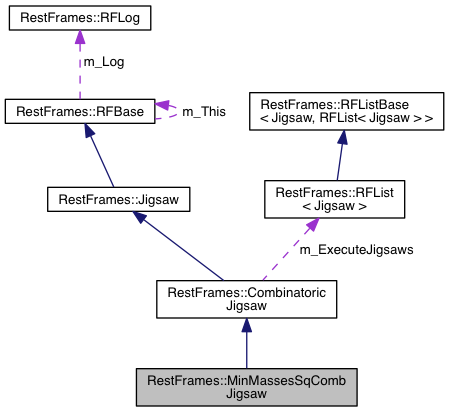 RestFrames::RFLog
m_Log
RestFrames::RFBase
m_This
RestFrames::RFListBase
< Jigsaw, RFList< Jigsaw > >
RestFrames::Jigsaw
RestFrames::RFList
< Jigsaw >
m_ExecuteJigsaws
RestFrames::Combinatoric
Jigsaw
RestFrames::MinMassesSqComb
Jigsaw